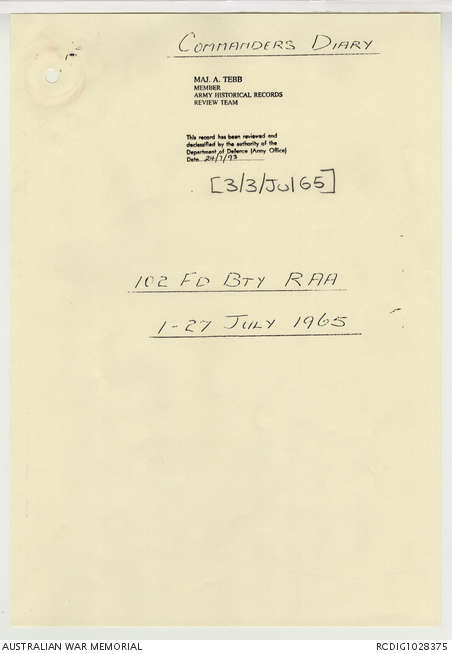 COMMANDERS DIARY
MAJ. A. TEBB
MEMBER
ARMY HISTORICAL RECORDS
REVIEW TEAM
This record has been reviewed and
declassified by the authority of the
Department of Defence (Army Office)
Date 24/7/93
[3/3/Jul65]
102 FD BTY RAA
1-27 JULY 1965
AUSTRALIAN WAR MEMORIAL
RCDIG1028375